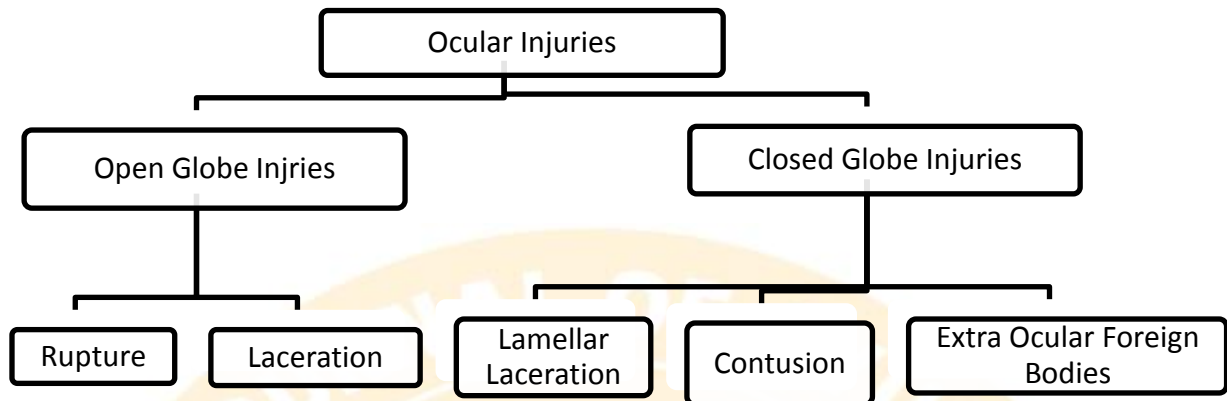 Ocular Injuries
Open Globe Injries
Closed Globe Injuries
Rupture
Laceration
Lamellar
Laceration
Contusion
Extra Ocular Foreign
Bodies